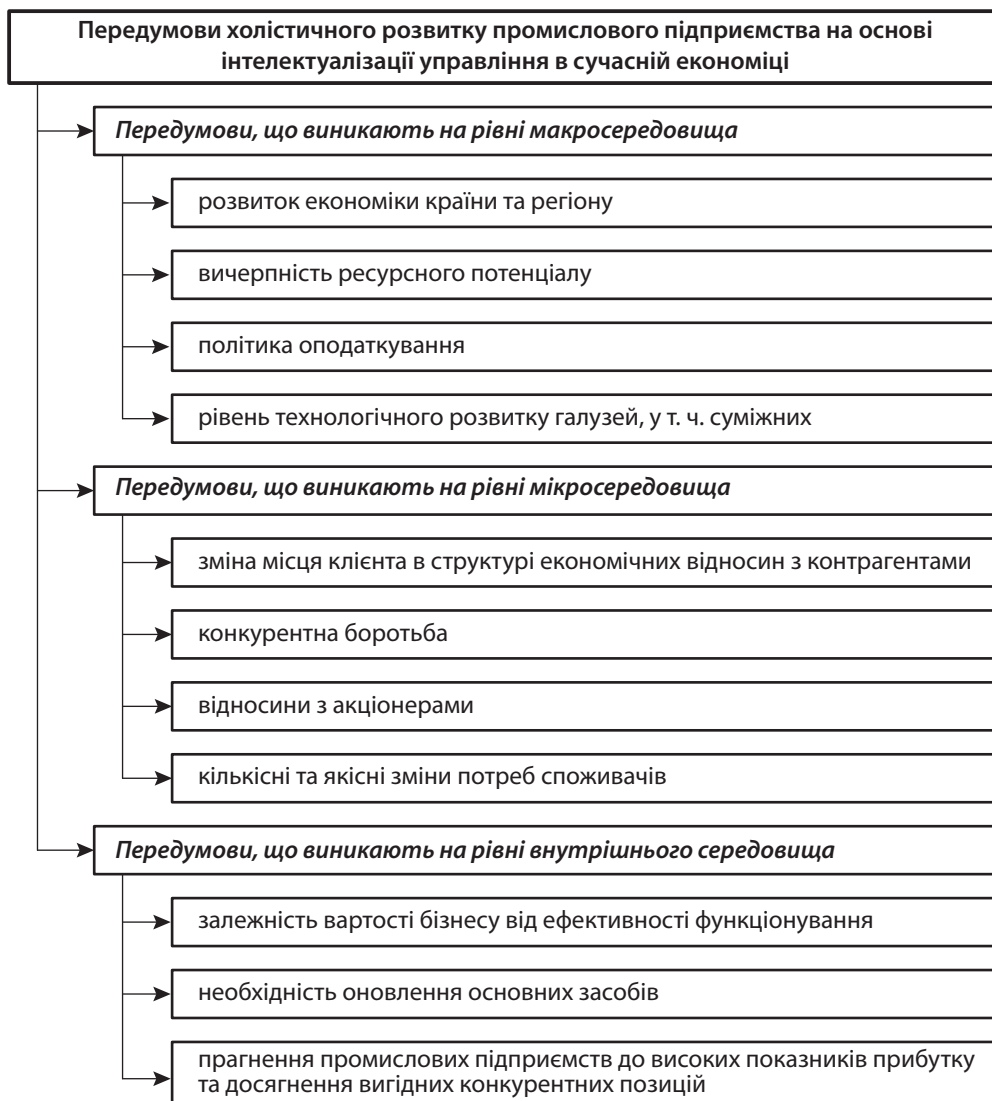 Передумови холістичного розвитку промислового підприємства на основі
інтелектуалізації управління в сучасній економіці
Передумови, що виникають на рівні макросередовища
розвиток економіки країни та регіону
вичерпність ресурсного потенціалу
політика оподаткування
рівень технологічного розвитку галузей, у т. ч. суміжних
Передумови, що виникають на рівні мікросередовища
зміна місця клієнта в структурі економічних відносин з контрагентами
конкурентна боротьба
відносини з акціонерами
кількісні та якісні зміни потреб споживачів
Передумови, що виникають на рівні внутрішнього середовища
залежність вартості бізнесу від ефективності функціонування
необхідність оновлення основних засобів
прагнення промислових підприємств до високих показників прибутку
та досягнення вигідних конкурентних позицій